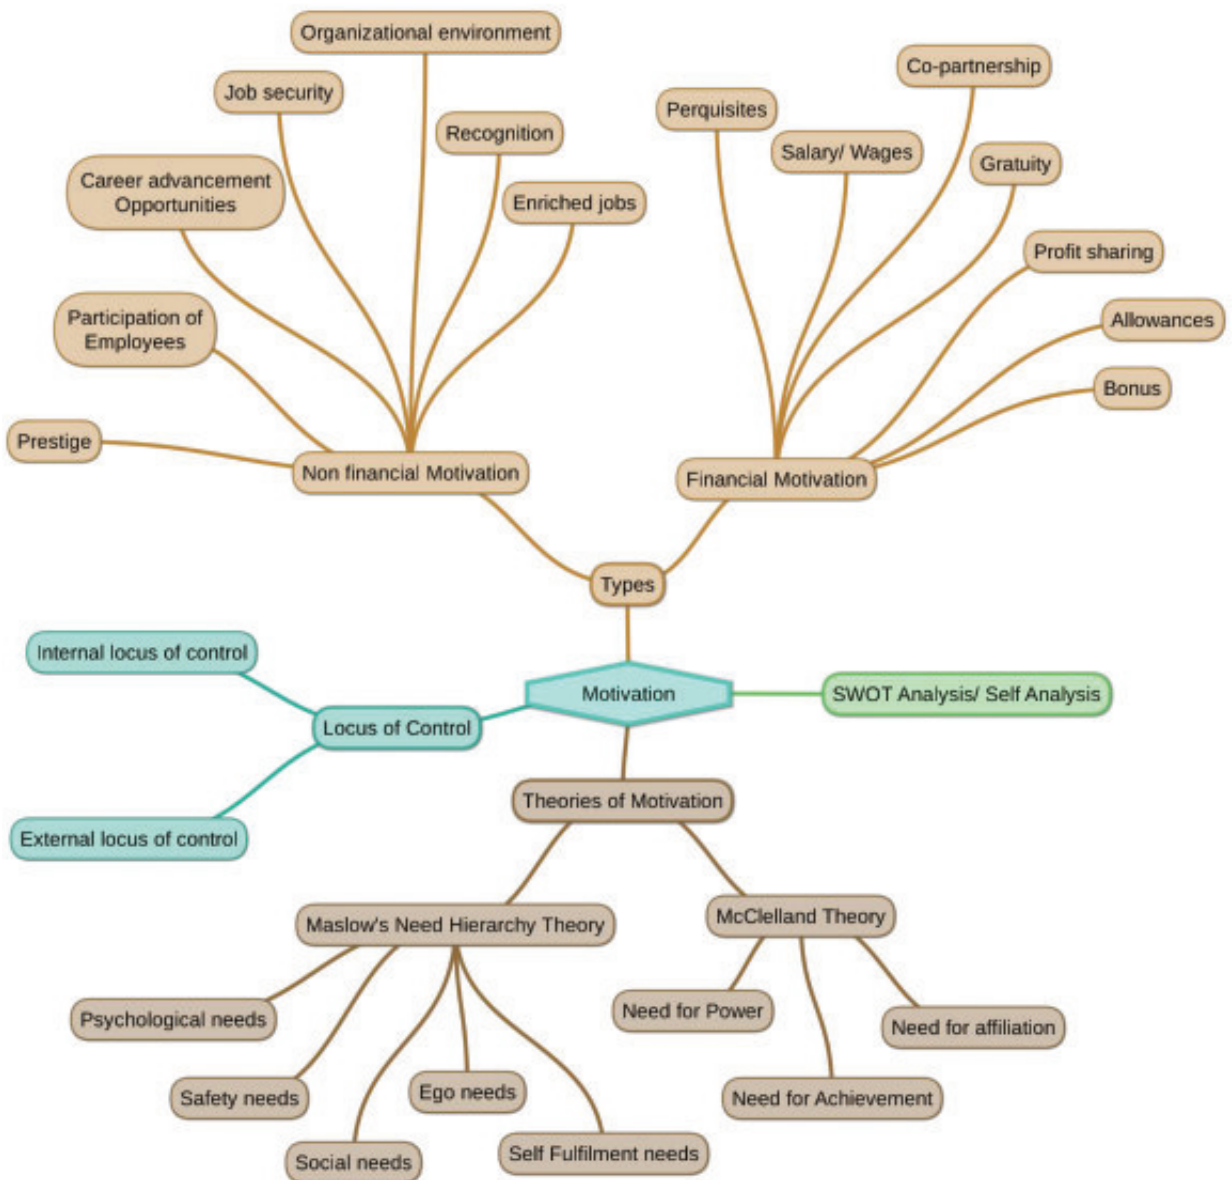 Organizational environment
Co-partnership
Job security
Perquisites
Recognition
Salary/ Wages
Gratuity
Career advancement
Opportunities
Enriched jobs
Profit sharing
Participation of
Employees
Allowances
Bonus
Prestige
Non financial Motivation
Financial Motivation
Types
Internal locus of control
Motivation
SWOT Analysis/ Self Analysis
Locus of Control
Theories of Motivation
External locus of control
Maslow's Need Hierarchy Theory
McClelland Theory
Psychological needs
Need for Power
Need for affiliation
Safety needs
Ego needs
Need for Achievement
Social needs
Self Fulfilment needs